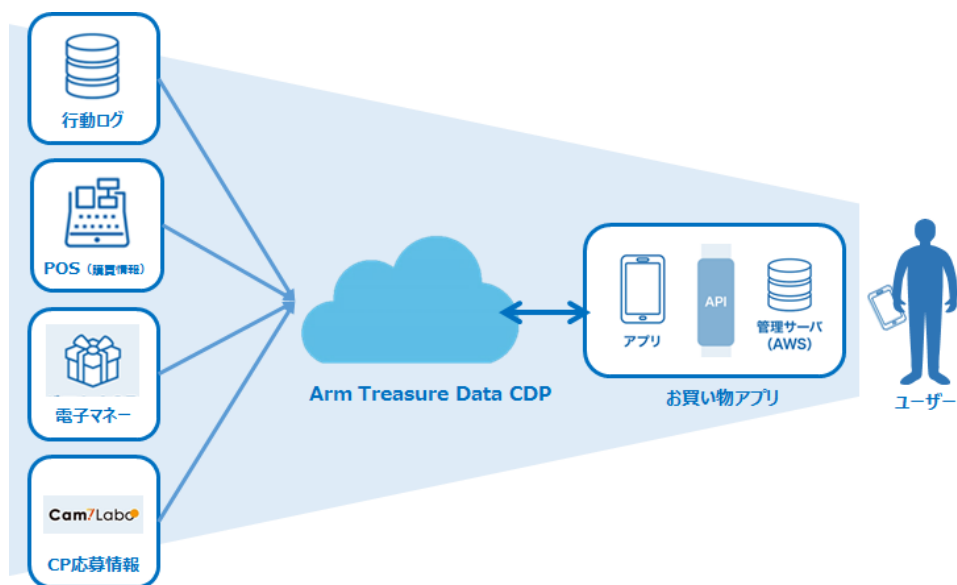 行動ログ
POS（購買情報）
電子マネー
Cam7Labo
CP応募情報
Arm Treasure Data CDP
アプリ
API
管理サーバ
(AWS)
お買い物アプリ
ユーザー